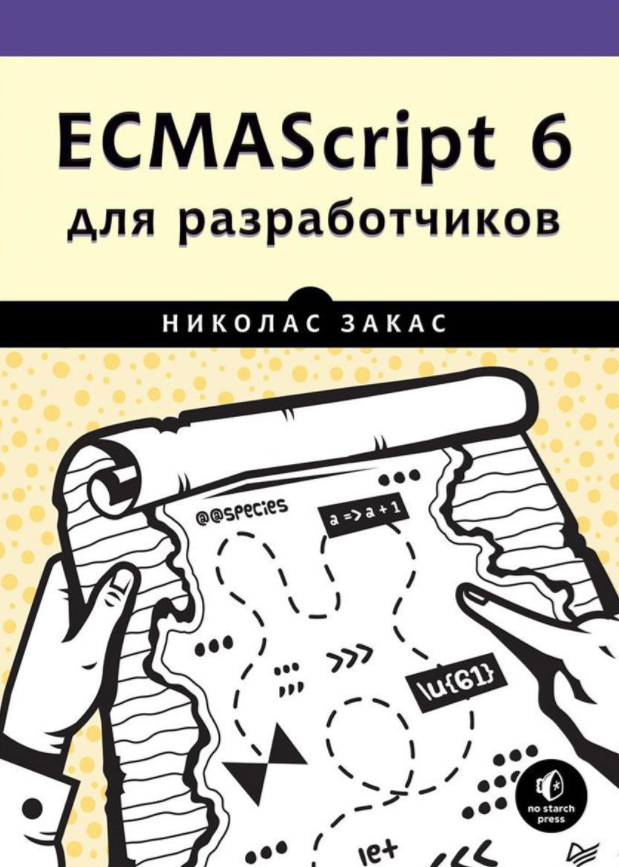 ECMAScript 6
для разработчиков
НИКОЛАС ЗАКАС
•••
@@species
a => a + 1
•••
>>>
•••
,,,
\u{61}
•••
•••
•••
no starch
press
•••
let
<<<